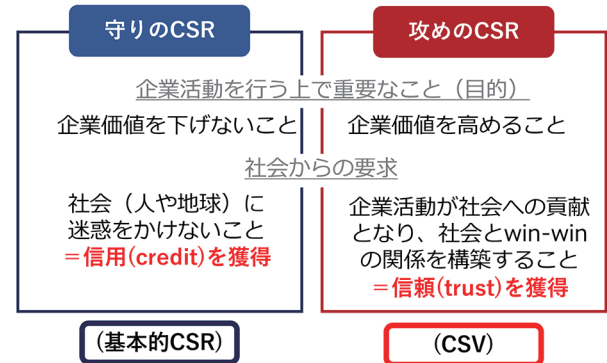 守りのCSR
攻めのCSR
企業活動を行う上で重要なこと（目的）
企業価値を下げないこと
企業価値を高めること
社会からの要求
社会（人や地球）に
迷惑をかけないこと
＝信用(credit)を獲得
企業活動が社会への貢献
となり、社会とwin-win
の関係を構築すること
＝信頼(trust)を獲得
(基本的CSR)
(CSV)